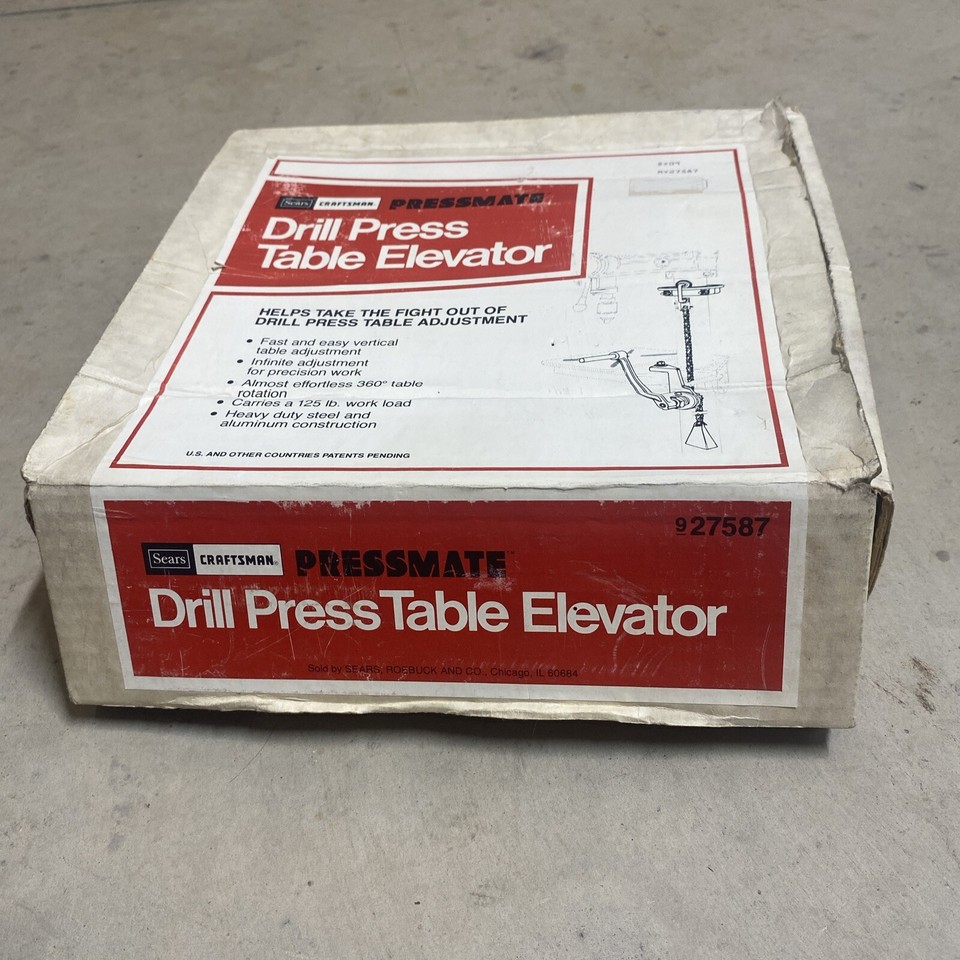 Sears CRAFTSMAN PRESSMATE
Drill Press
Table Elevator
HELPS TAKE THE FIGHT OUT OF
DRILL PRESS TABLE ADJUSTMENT
• Fast and easy vertical
table adjustment
• Infinite adjustment
for precision work
• Almost effortless 360° table
rotation
• Carries a 125 lb. work load
• Heavy duty steel and
aluminum construction
U.S. AND OTHER COUNTRIES PATENTS PENDING
927587
Sears CRAFTSMAN® PRESSMATE™
Drill Press Table Elevator
Sold by SEARS, ROEBUCK AND CO., Chicago, IL 60684